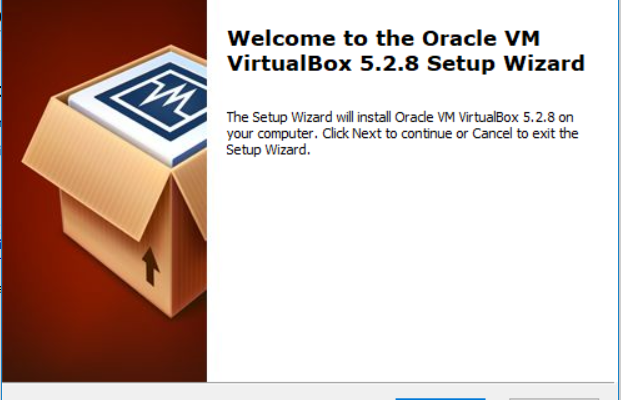 Welcome to the Oracle VM
VirtualBox 5.2.8 Setup Wizard
The Setup Wizard will install Oracle VM VirtualBox 5.2.8 on
your computer. Click Next to continue or Cancel to exit the
Setup Wizard.